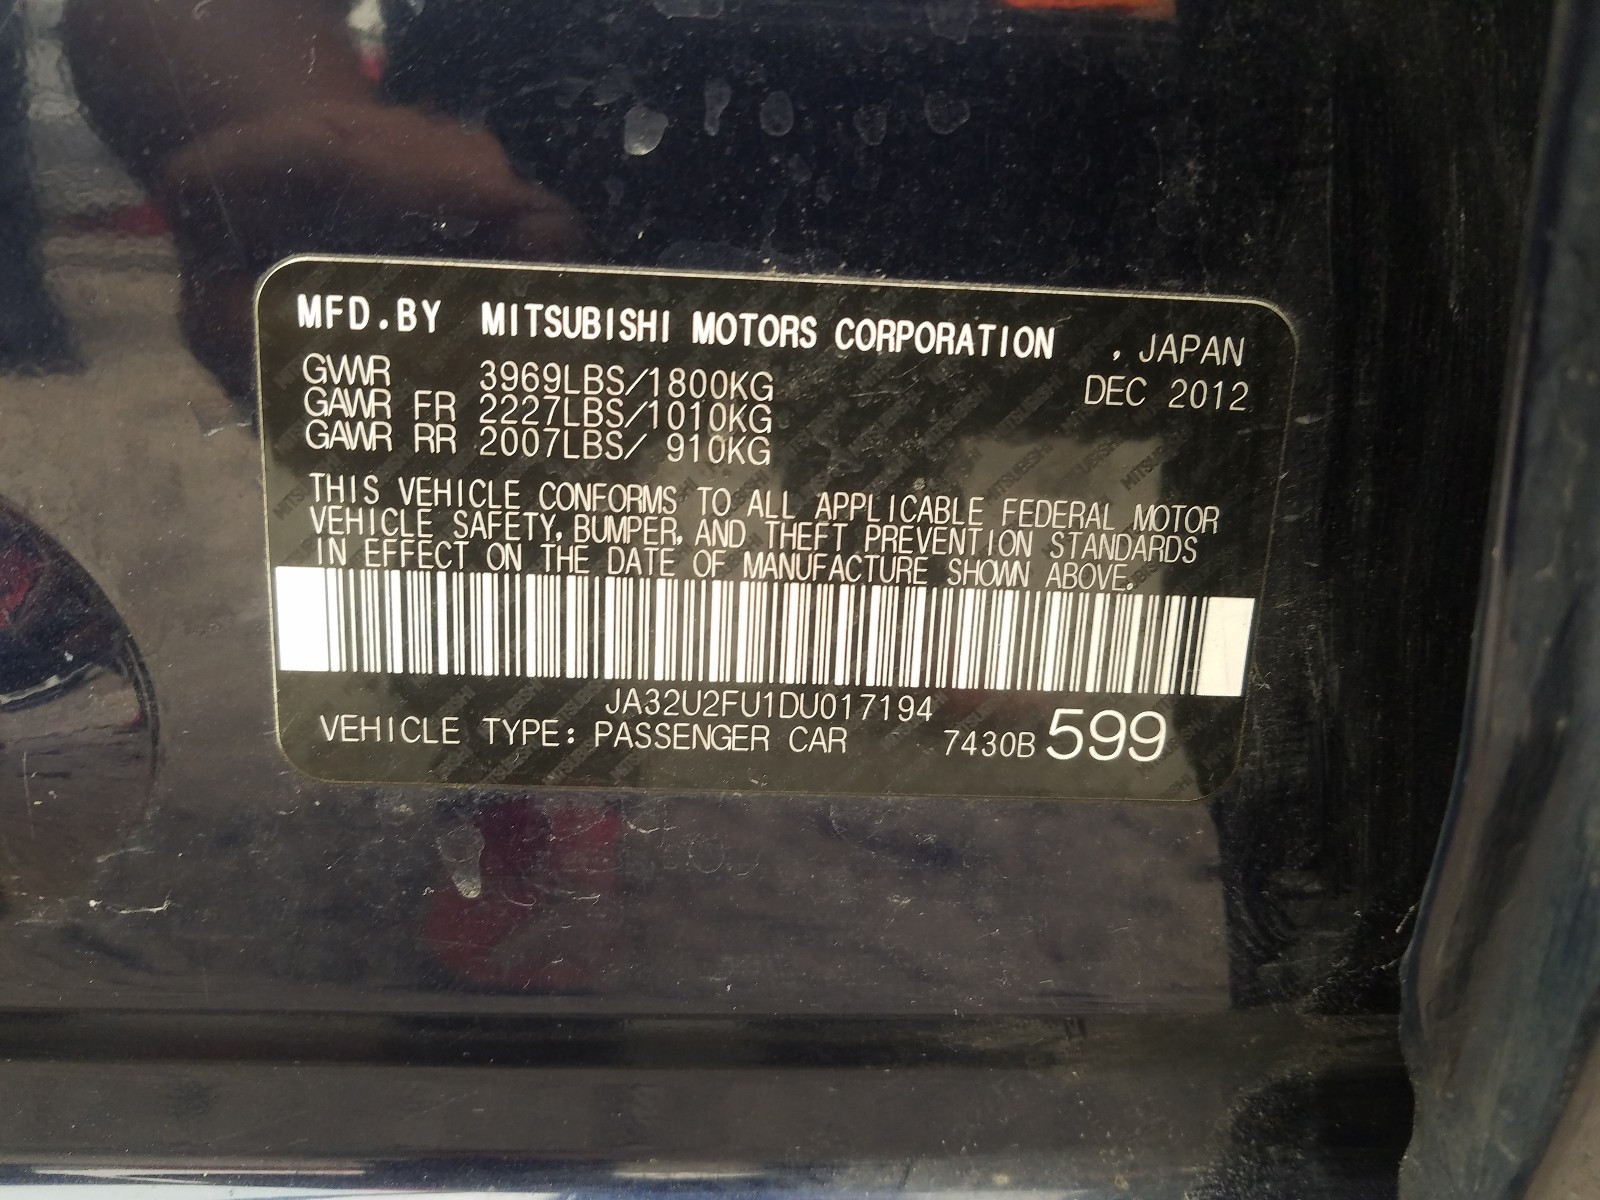 MFD.BY MITSUBISHI MOTORS CORPORATION , JAPAN
GVWR 3969LBS/1800KG DEC 2012
GAWR FR 2227LBS/1010KG
GAWR RR 2007LBS/ 910KG
THIS VEHICLE CONFORMS TO ALL APPLICABLE FEDERAL MOTOR
VEHICLE SAFETY, BUMPER, AND THEFT PREVENTION STANDARDS
IN EFFECT ON THE DATE OF MANUFACTURE SHOWN ABOVE.
JA32U2FU1DU017194
VEHICLE TYPE: PASSENGER CAR 7430B 599